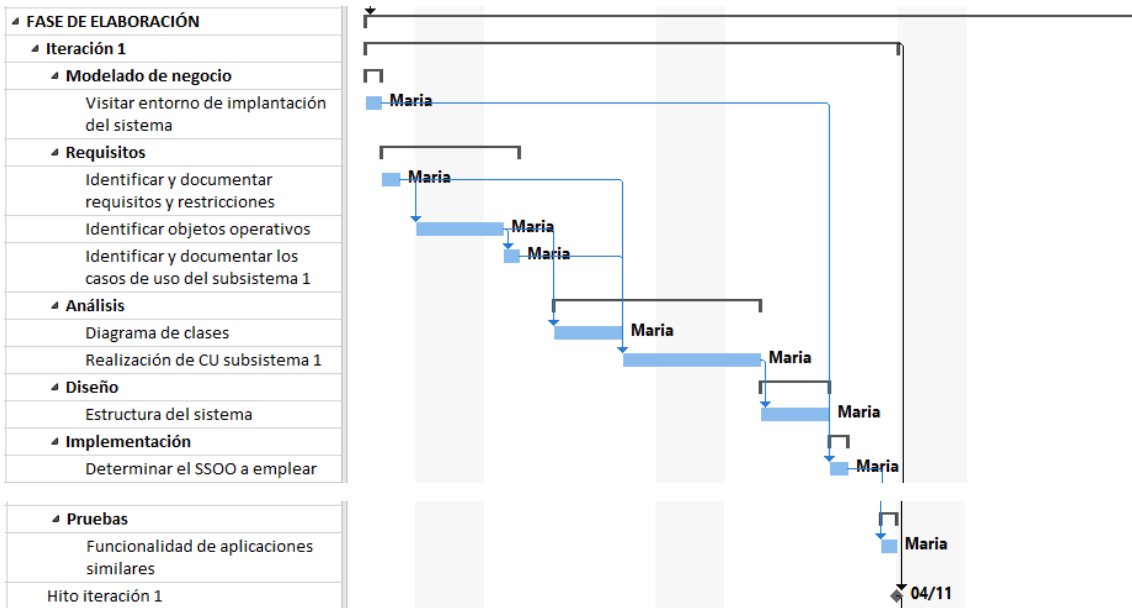 FASE DE ELABORACIÓN
Iteración 1
Modelado de negocio
Visitar entorno de implantación
del sistema
Maria
Requisitos
Identificar y documentar
requisitos y restricciones
Maria
Identificar objetos operativos
Maria
Identificar y documentar los
casos de uso del subsistema 1
Maria
Análisis
Diagrama de clases
Maria
Realización de CU subsistema 1
Maria
Diseño
Estructura del sistema
Maria
Implementación
Determinar el SSOO a emplear
Maria
Pruebas
Funcionalidad de aplicaciones
similares
Maria
Hito iteración 1
04/11